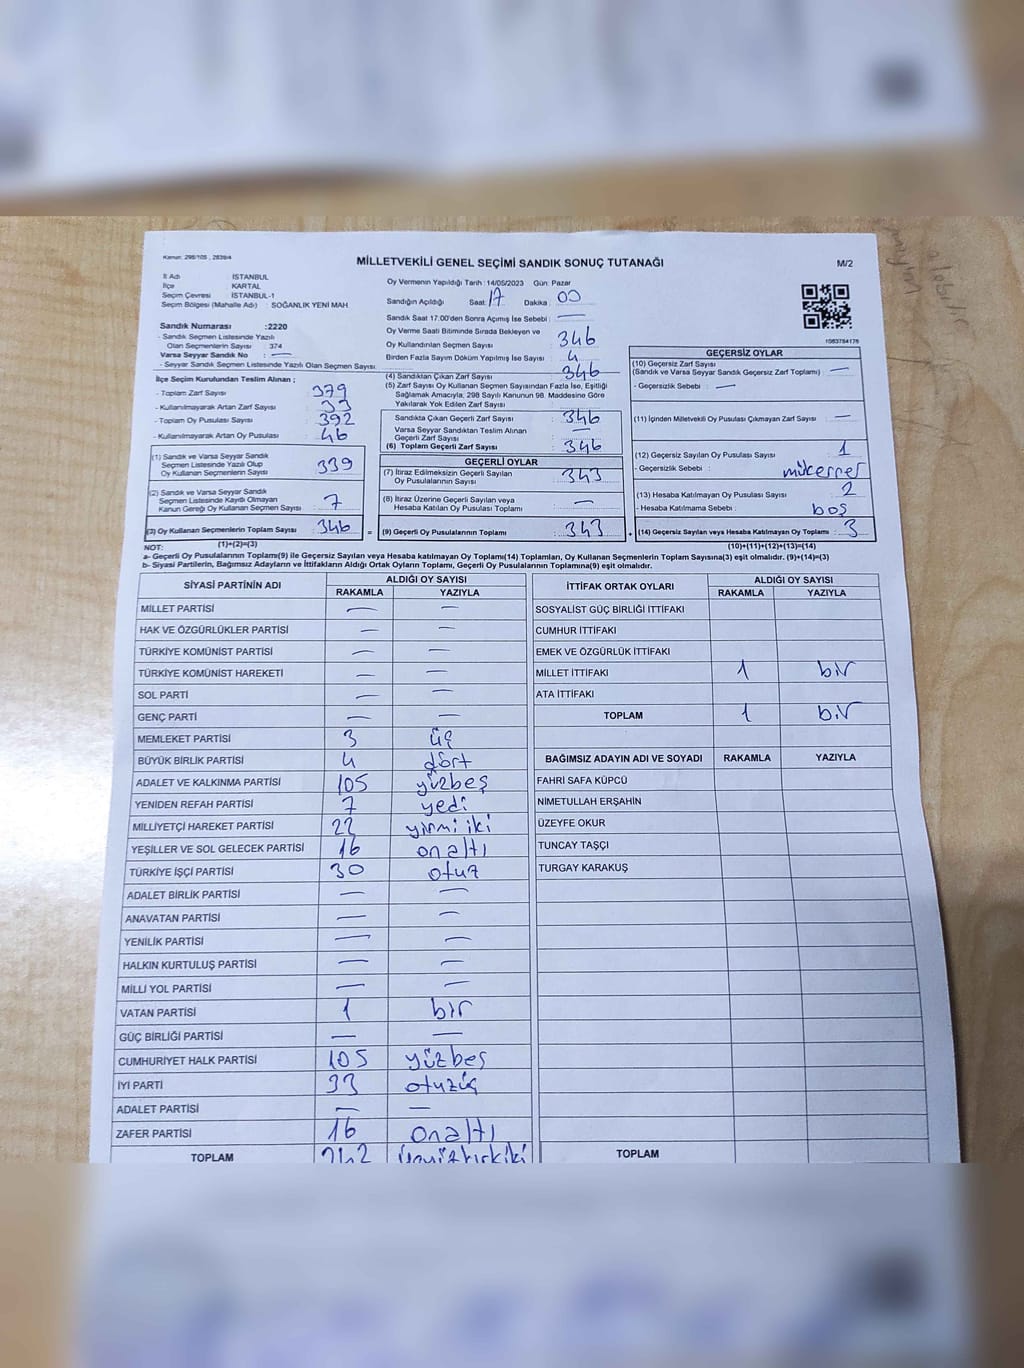 Kanun: 298/105 , 2839/4
MİLLETVEKİLİ GENEL SEÇİMİ SANDIK SONUÇ TUTANAĞI M/2
İl Adı : İSTANBUL
İlçe : KARTAL
Seçim Çevresi : İSTANBUL-1
Seçim Bölgesi (Mahalle Adı) : SOĞANLIK YENİ MAH
Sandık Numarası :2220
- Sandık Seçmen Listesinde Yazılı
Olan Seçmenlerin Sayısı : 374
Varsa Seyyar Sandık No : —
- Seyyar Sandık Seçmen Listesinde Yazılı Olan Seçmen Sayısı
İlçe Seçim Kurulundan Teslim Alınan ;
- Toplam Zarf Sayısı : 379
- Kullanılmayarak Artan Zarf Sayısı : 33
- Toplam Oy Pusulası Sayısı : 392
- Kullanılmayarak Artan Oy Pusulası : 46
(1) Sandık ve Varsa Seyyar Sandık
Seçmen Listesinde Yazılı Olup
Oy Kullanan Seçmenlerin Sayısı : 339
(2) Sandık ve Varsa Seyyar Sandık
Seçmen Listesinde Kayıtlı Olmayan
Kanun Gereği Oy Kullanan Seçmen Sayısı : 7
(3) Oy Kullanan Seçmenlerin Toplam Sayısı : 346 =
(1)+(2)=(3)
Oy Vermenin Yapıldığı Tarih :14/05/2023 Gün: Pazar
Sandığın Açıldığı Saat: 17 Dakika : 00
Sandık Saat 17.00'den Sonra Açılmış İse Sebebi : —
Oy Verme Saati Bitiminde Sırada Bekleyen ve
Oy Kullandırılan Seçmen Sayısı : 346
Birden Fazla Sayım Döküm Yapılmış İse Sayısı : 4
(4) Sandıktan Çıkan Zarf Sayısı : 346
(5) Zarf Sayısı Oy Kullanan Seçmen Sayısından Fazla İse, Eşitliği
Sağlamak Amacıyla; 298 Sayılı Kanunun 98. Maddesine Göre
Yakılarak Yok Edilen Zarf Sayısı :
Sandıkta Çıkan Geçerli Zarf Sayısı : 346
Varsa Seyyar Sandıktan Teslim Alınan
Geçerli Zarf Sayısı : —
(6) Toplam Geçerli Zarf Sayısı : 346
GEÇERLİ OYLAR
(7) İtiraz Edilmeksizin Geçerli Sayılan
Oy Pusulalarının Sayısı : 343
(8) İtiraz Üzerine Geçerli Sayılan veya
Hesaba Katılan Oy Pusulası Toplamı : —
(9) Geçerli Oy Pusulalarının Toplamı : 343 +
1563784178
GEÇERSİZ OYLAR
(10) Geçersiz Zarf Sayısı
(Sandık ve Varsa Seyyar Sandık Geçersiz Zarf Toplamı) : —
- Geçersizlik Sebebi : —
(11) İçinden Milletvekili Oy Pusulası Çıkmayan Zarf Sayısı : —
(12) Geçersiz Sayılan Oy Pusulası Sayısı : 1
- Geçersizlik Sebebi : mükerrer
(13) Hesaba Katılmayan Oy Pusulası Sayısı : 2
- Hesaba Katılmama Sebebi : boş
(14) Geçersiz Sayılan veya Hesaba Katılmayan Oy Toplamı : 3
(10)+(11)+(12)+(13)=(14)
NOT:
a- Geçerli Oy Pusulalarının Toplamı(9) ile Geçersiz Sayılan veya Hesaba katılmayan Oy Toplamı(14) Toplamları, Oy Kullanan Seçmenlerin Toplam Sayısına(3) eşit olmalıdır. (9)+(14)=(3)
b- Siyasi Partilerin, Bağımsız Adayların ve İttifakların Aldığı Ortak Oyların Toplamı, Geçerli Oy Pusulalarının Toplamına(9) eşit olmalıdır.
SİYASİ PARTİNİN ADI ALDIĞI OY SAYISI
RAKAMLA YAZIYLA
MİLLET PARTİSİ — —
HAK VE ÖZGÜRLÜKLER PARTİSİ — —
TÜRKİYE KOMÜNİST PARTİSİ — —
TÜRKİYE KOMÜNİST HAREKETİ — —
SOL PARTİ — —
GENÇ PARTİ — —
MEMLEKET PARTİSİ 3 üç
BÜYÜK BİRLİK PARTİSİ 4 dört
ADALET VE KALKINMA PARTİSİ 105 yüzbeş
YENİDEN REFAH PARTİSİ 7 yedi
MİLLİYETÇİ HAREKET PARTİSİ 22 yirmi iki
YEŞİLLER VE SOL GELECEK PARTİSİ 16 onaltı
TÜRKİYE İŞÇİ PARTİSİ 30 otuz
ADALET BİRLİK PARTİSİ — —
ANAVATAN PARTİSİ — —
YENİLİK PARTİSİ — —
HALKIN KURTULUŞ PARTİSİ — —
MİLLİ YOL PARTİSİ — —
VATAN PARTİSİ 1 bir
GÜÇ BİRLİĞİ PARTİSİ — —
CUMHURİYET HALK PARTİSİ 105 yüzbeş
İYİ PARTİ 33 otuzüç
ADALET PARTİSİ — —
ZAFER PARTİSİ 16 onaltı
TOPLAM 342 üçyüzkırkiki
İTTİFAK ORTAK OYLARI ALDIĞI OY SAYISI
RAKAMLA YAZIYLA
SOSYALİST GÜÇ BİRLİĞİ İTTİFAKI
CUMHUR İTTİFAKI
EMEK VE ÖZGÜRLÜK İTTİFAKI
MİLLET İTTİFAKI 1 bir
ATA İTTİFAKI
TOPLAM 1 bir
BAĞIMSIZ ADAYIN ADI VE SOYADI RAKAMLA YAZIYLA
FAHRİ SAFA KÜPCÜ
NİMETULLAH ERŞAHİN
ÜZEYFE OKUR
TUNCAY TAŞÇI
TURGAY KARAKUŞ
TOPLAM